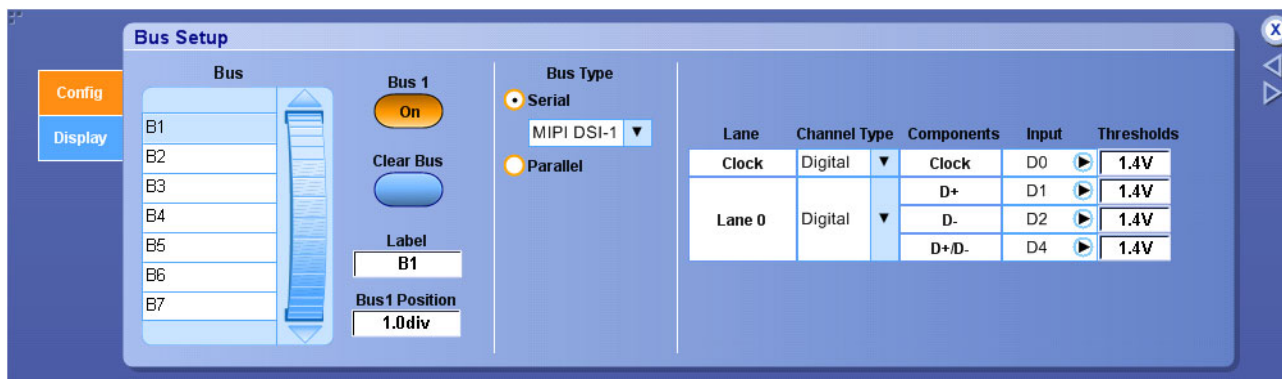 Bus Setup
X
Config
Display
Bus
B1
B2
B3
B4
B5
B6
B7
Bus 1
On
Clear Bus
Label
B1
Bus1 Position
1.0div
Bus Type
Serial
MIPI DSI-1
Parallel
Lane Channel Type Components Input Thresholds
Clock Digital Clock D0 1.4V
D+ D1 1.4V
Lane 0 Digital D- D2 1.4V
D+/D- D4 1.4V